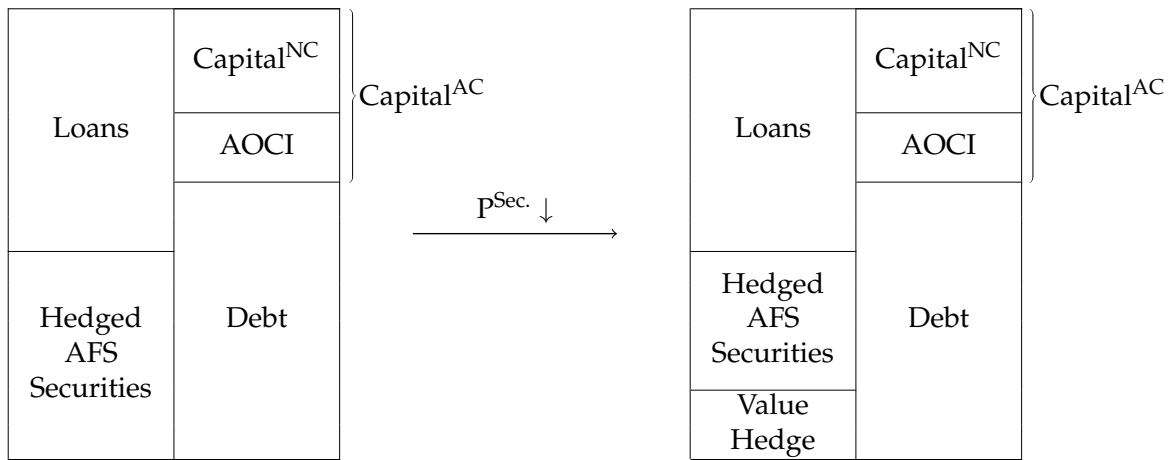 Loans
Hedged
AFS
Securities
Capital^NC
AOCI
Debt
Capital^AC
P^Sec. ↓
Loans
Hedged
AFS
Securities
Value
Hedge
Capital^NC
AOCI
Debt
Capital^AC